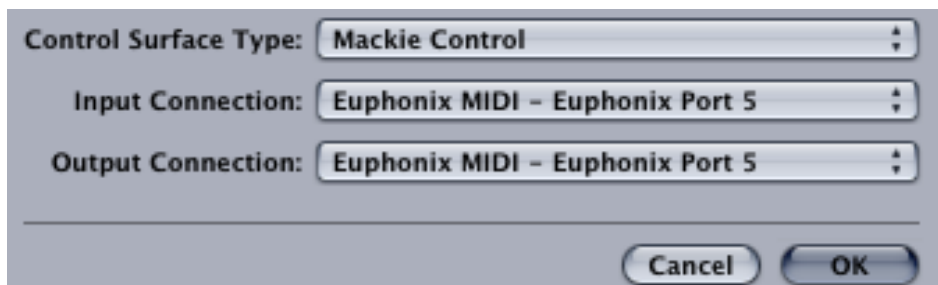 Control Surface Type: Mackie Control
Input Connection: Euphonix MIDI – Euphonix Port 5
Output Connection: Euphonix MIDI – Euphonix Port 5
Cancel OK